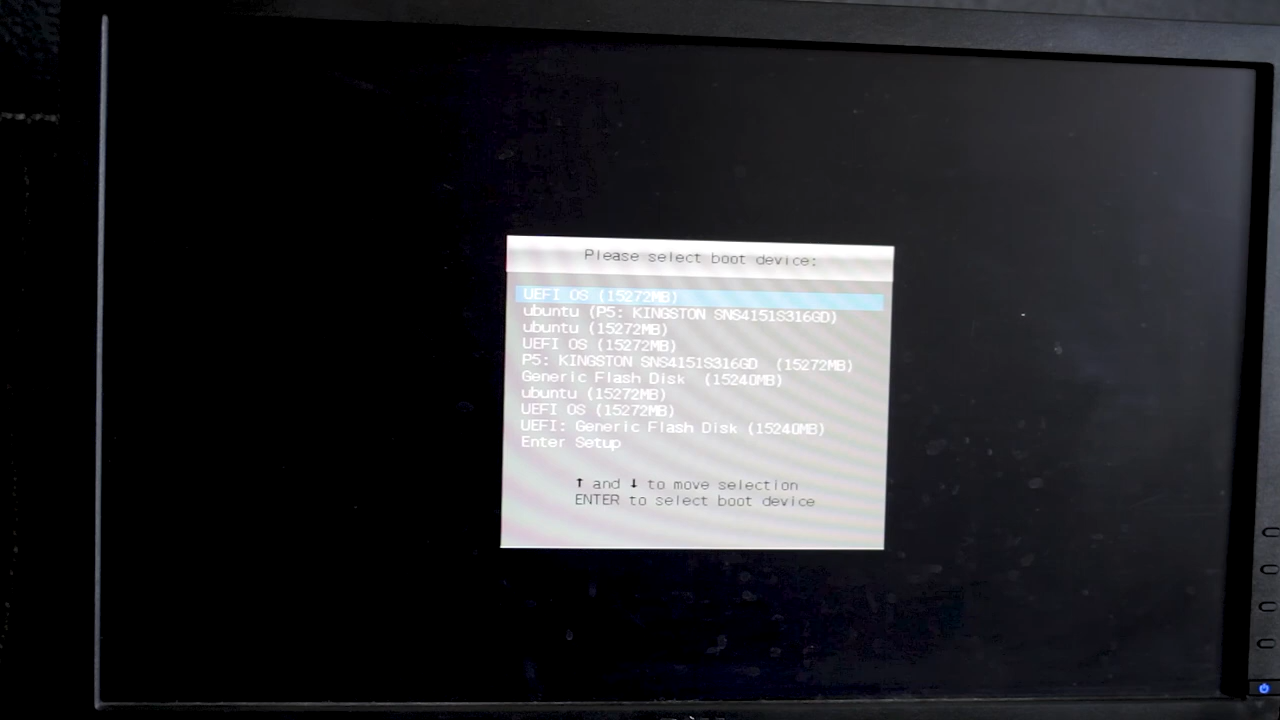 Please select boot device:
UEFI OS (15272MB)
ubuntu (P5: KINGSTON SNS4151S316GD)
ubuntu (15272MB)
UEFI OS (15272MB)
P5: KINGSTON SNS4151S316GD (15272MB)
Generic Flash Disk (15240MB)
ubuntu (15272MB)
UEFI OS (15272MB)
UEFI: Generic Flash Disk (15240MB)
Enter Setup
↑ and ↓ to move selection
ENTER to select boot device